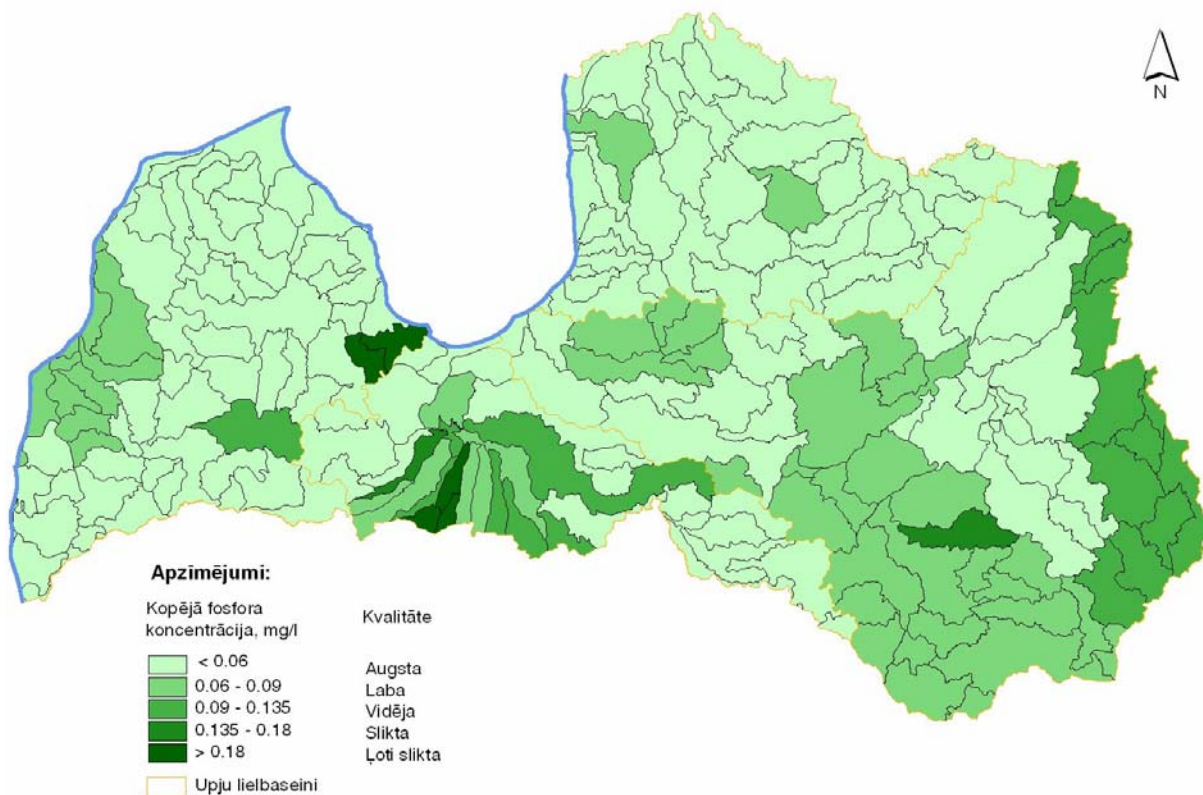 N
Apzīmējumi:
Kopējā fosfora
koncentrācija, mg/l
Kvalitāte
< 0.06 Augsta
0.06 - 0.09 Laba
0.09 - 0.135 Vidēja
0.135 - 0.18 Slikta
> 0.18 Ļoti slikta
Upju lielbaseini